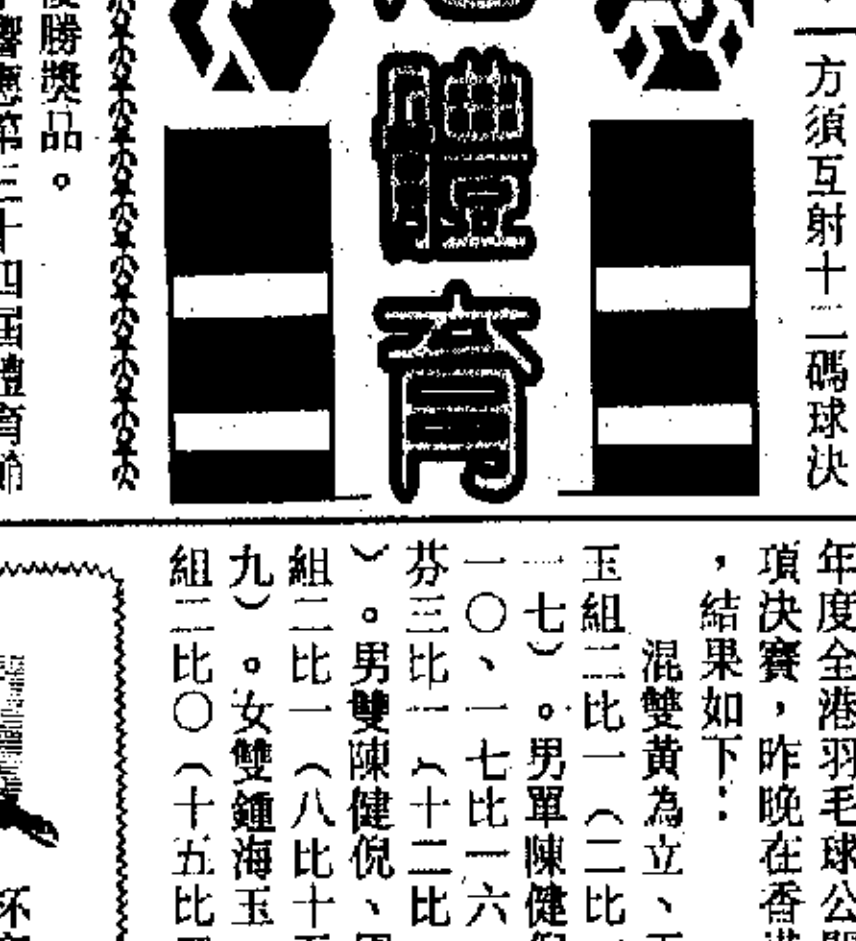 方須互射十二碼球決
體育
優勝獎品。
響應第三十四屆體育節
年度全港羽毛球公開
項決賽，昨晚在香港
，結果如下：
混雙黃為立、
玉組二比一（二比
一七）。男單陳健倪
一〇、一七比一六
芬三比一（十二比
）。男雙陳健倪、
組二比一（八比十五
九）。女雙鍾海玉
組二比〇（十五比
杯